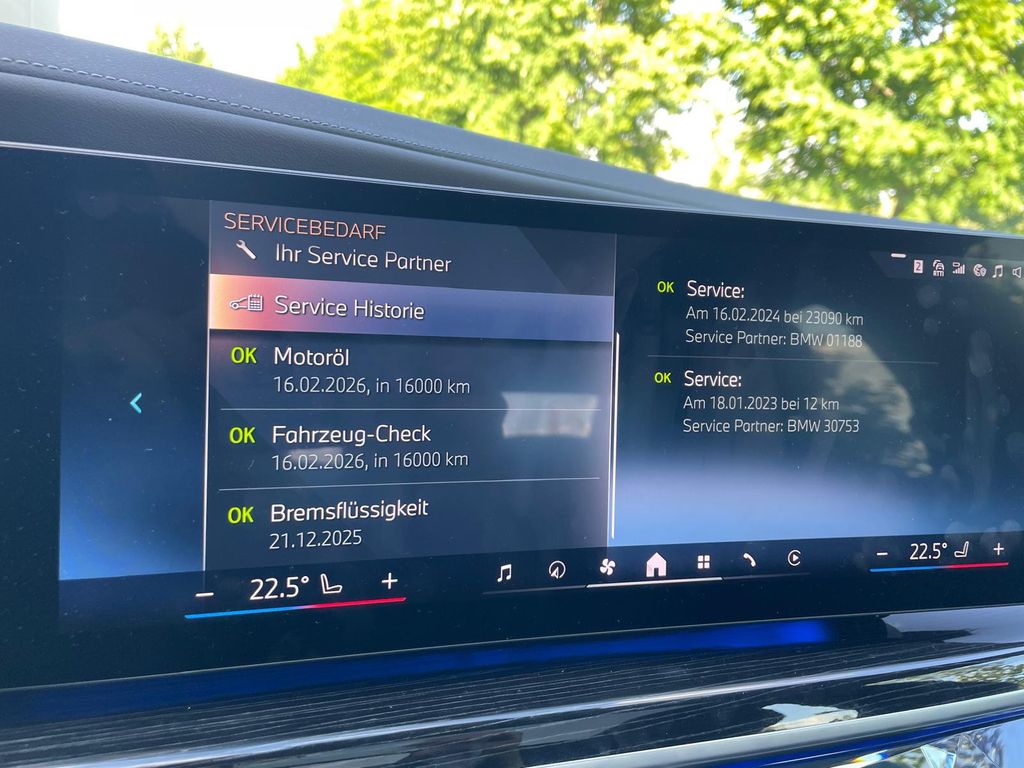 SERVICEBEDARF
Ihr Service Partner
Service Historie
OK Motoröl
16.02.2026, in 16000 km
OK Fahrzeug-Check
16.02.2026, in 16000 km
OK Bremsflüssigkeit
21.12.2025
2
OK Service:
Am 16.02.2024 bei 23090 km
Service Partner: BMW 01188
OK Service:
Am 18.01.2023 bei 12 km
Service Partner: BMW 30753
− 22.5° +
− 22.5° +